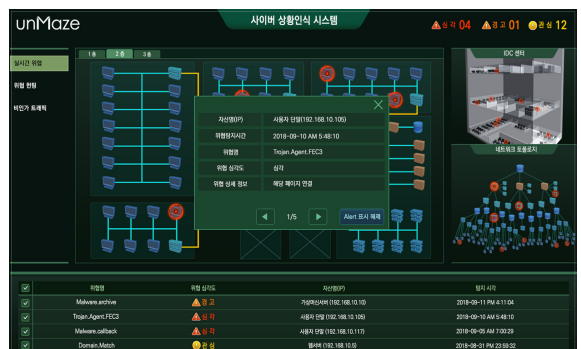 unMaze
사이버 상황인식 시스템
심 각 04 경 고 01 관 심 12
실시간 위협
위협 헌팅
비인가 트래픽
1 층 2 층 3 층
IDC 센터
네트워크 토폴로지
자산명(IP) 사용자 단말(192.168.10.105)
위협탐지시간 2018-09-10 AM 5:48:10
위협명 Trojan.Agent.FEC3
위협 심각도 심각
위협 상세 정보 해당 페이지 연결
1/5 Alert 표시 해제
위협명 위협 심각도 자산명(IP) 탐지 시각
Malware.archive 경 고 가상머신서버 (192.168.10.10) 2018-09-11 PM 4:11:04
Trojan.Agent.FEC3 심 각 사용자 단말 (192.168.10.105) 2018-09-10 AM 5:48:10
Malware.callback 심 각 사용자 단말 (192.168.10.117) 2018-09-05 AM 7:00:29
Domain.Match 관 심 웹서버 (192.168.10.5) 2018-08-31 PM 23:59:32